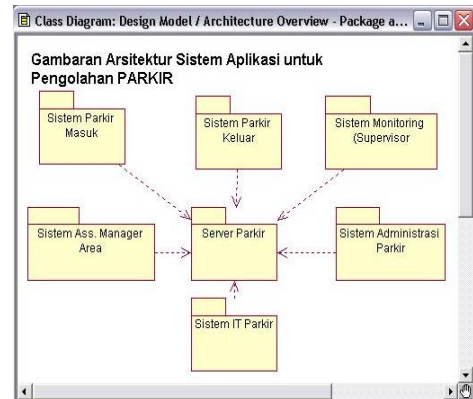 Class Diagram: Design Model / Architecture Overview - Package a...
Gambaran Arsitektur Sistem Aplikasi untuk
Pengolahan PARKIR
Sistem Parkir
Masuk
Sistem Parkir
Keluar
Sistem Monitoring
(Supervisor
Sistem Ass. Manager
Area
Server Parkir
Sistem Administrasi
Parkir
Sistem IT Parkir